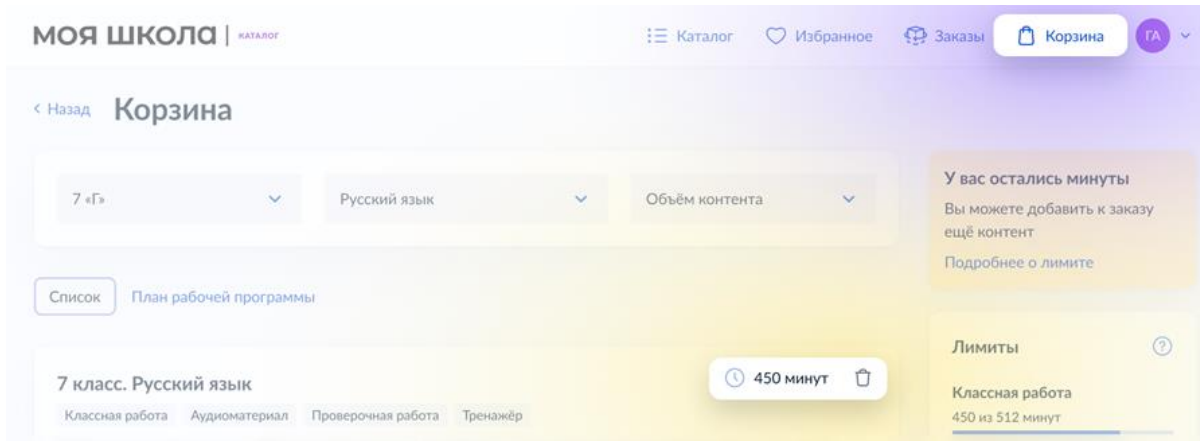 МОЯ ШКОЛА | КАТАЛОГ
Каталог Избранное Заказы Корзина ГА
< Назад Корзина
7 «Г» Русский язык Объём контента
У вас остались минуты
Вы можете добавить к заказу
ещё контент
Подробнее о лимите
Список План рабочей программы
7 класс. Русский язык
450 минут
Классная работа Аудиоматериал Проверочная работа Тренажёр
Лимиты ?
Классная работа
450 из 512 минут